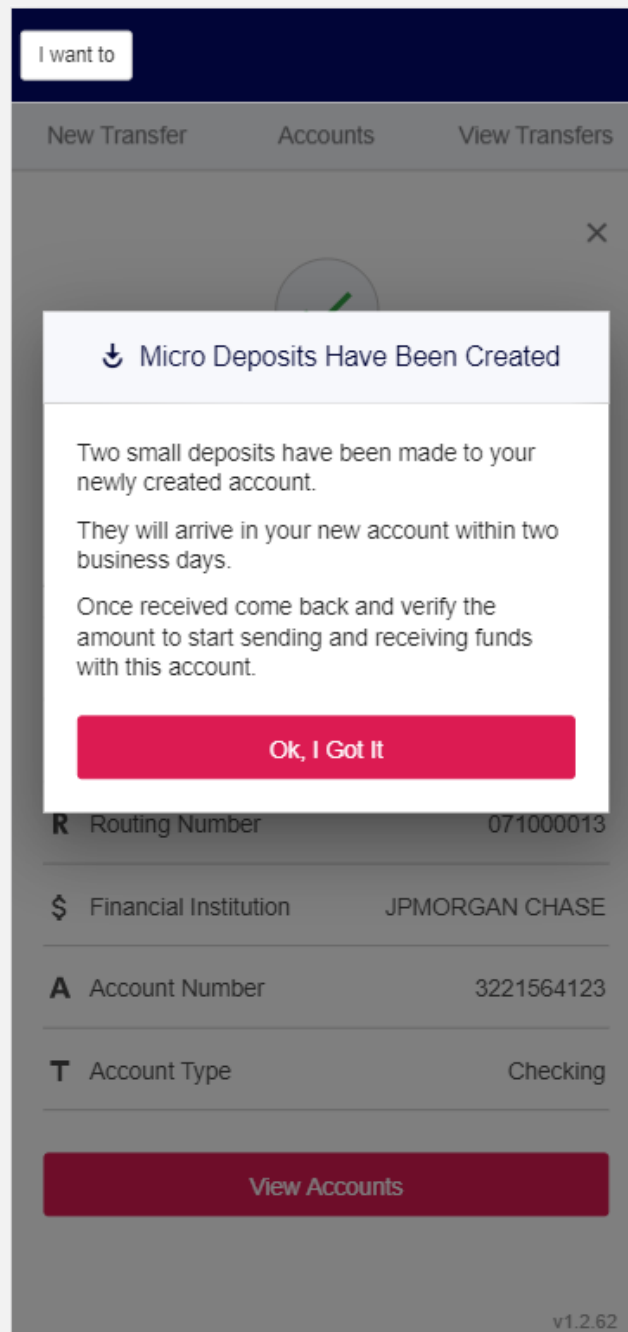 I want to
New Transfer Accounts View Transfers
Micro Deposits Have Been Created
Two small deposits have been made to your
newly created account.
They will arrive in your new account within two
business days.
Once received come back and verify the
amount to start sending and receiving funds
with this account.
Ok, I Got It
R Routing Number 071000013
$ Financial Institution JPMORGAN CHASE
A Account Number 3221564123
T Account Type Checking
View Accounts
v1.2.62